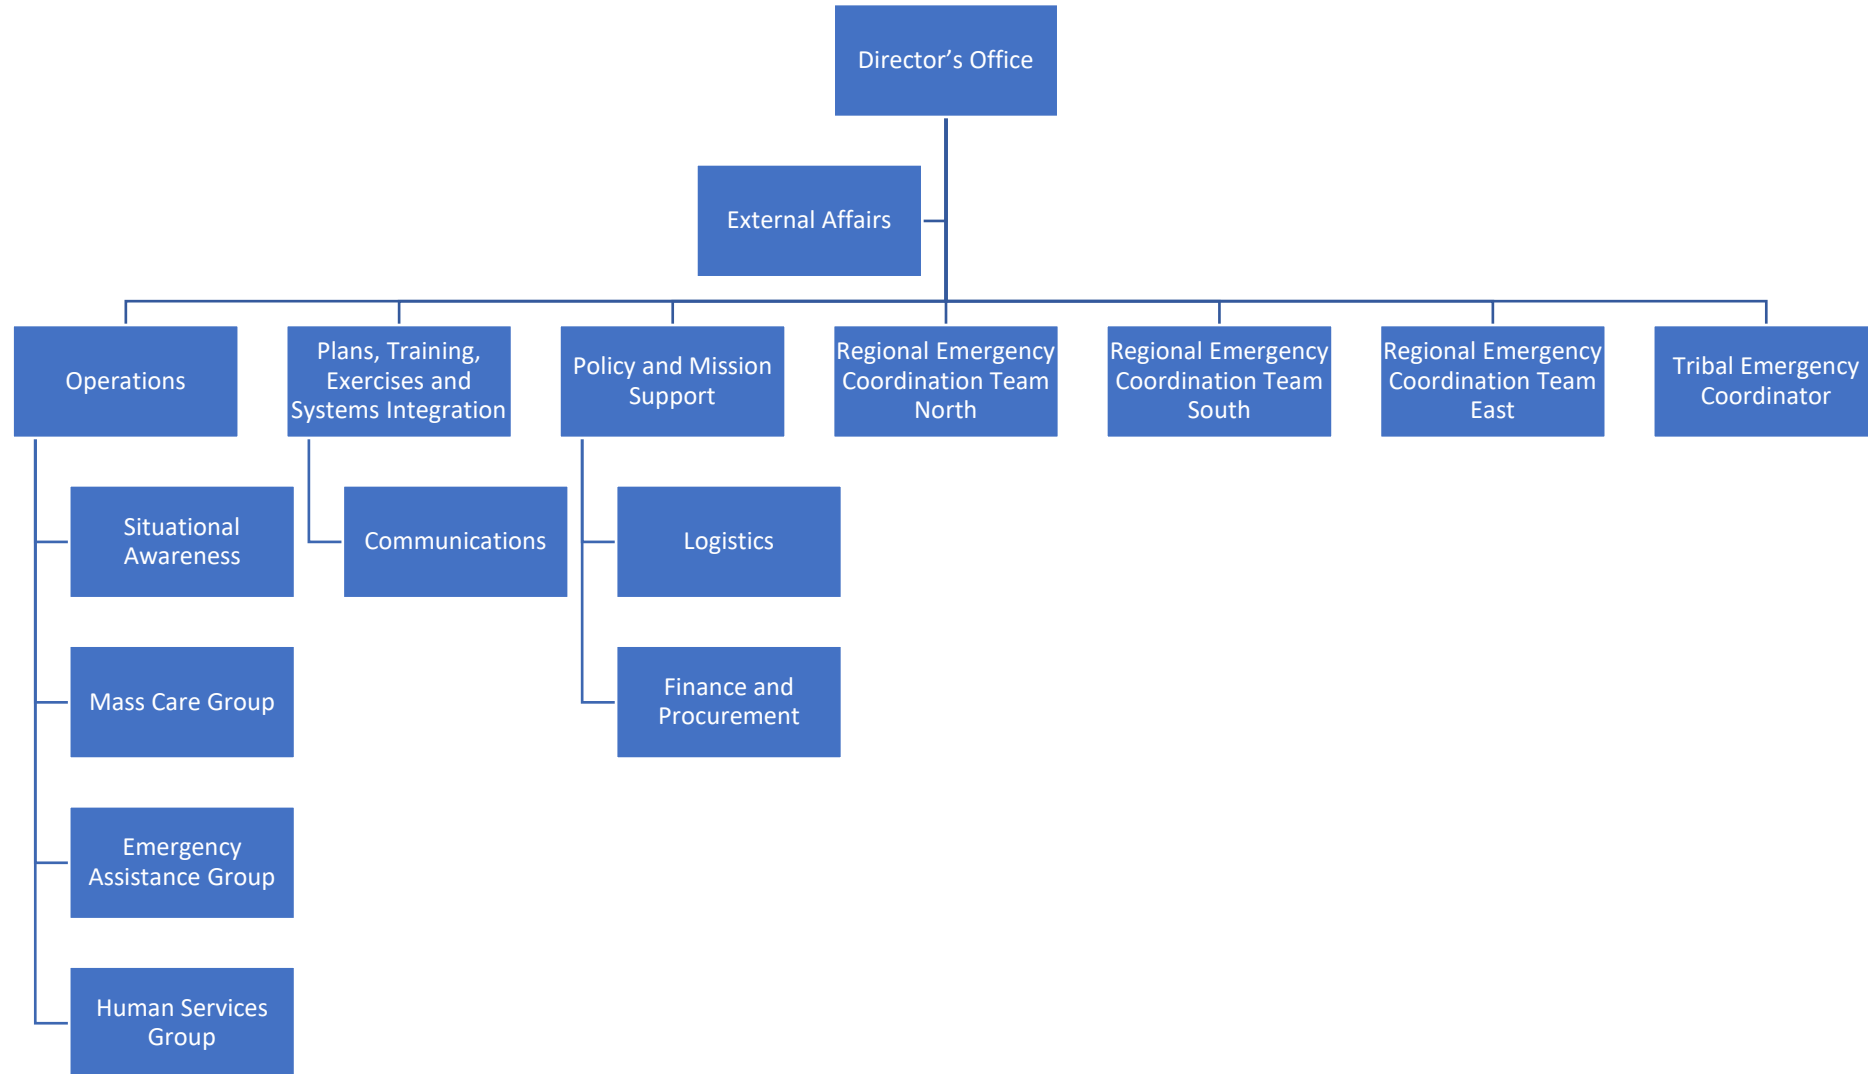 Director’s Office
External Affairs
Operations
Plans, Training,
Exercises and
Systems Integration
Policy and Mission
Support
Regional Emergency
Coordination Team
North
Regional Emergency
Coordination Team
South
Regional Emergency
Coordination Team
East
Tribal Emergency
Coordinator
Situational
Awareness
Communications
Logistics
Mass Care Group
Finance and
Procurement
Emergency
Assistance Group
Human Services
Group